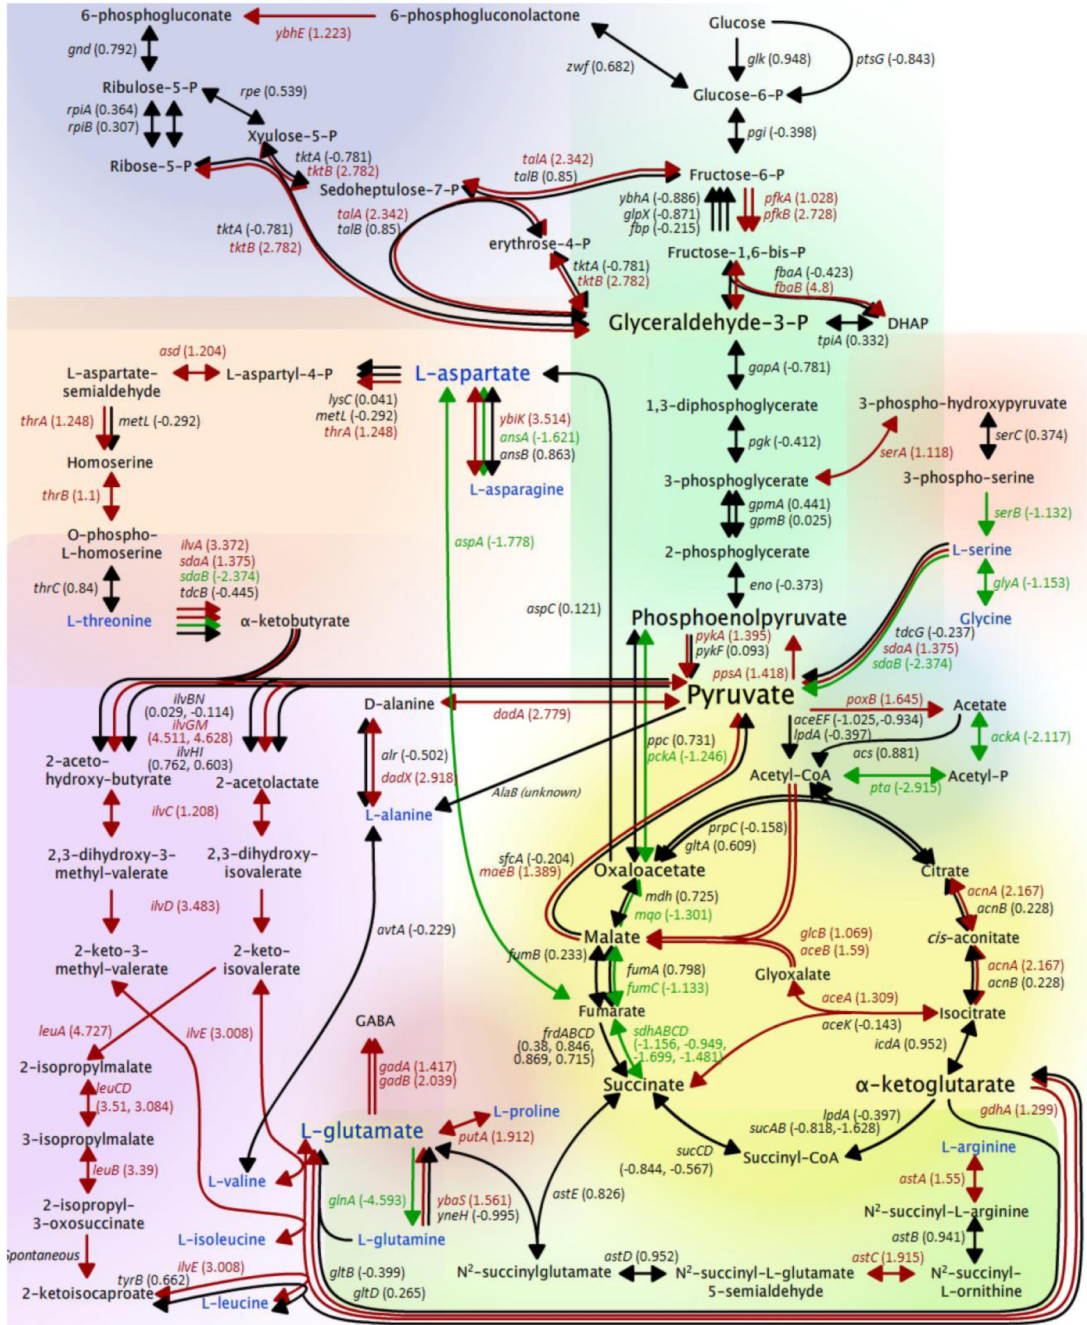 6-phosphogluconate
6-phosphogluconolactone
Glucose
ybhE (1.223)
gnd (0.792)
zwf (0.682)
glk (0.948)
ptsG (-0.843)
Ribulose-5-P
rpe (0.539)
Glucose-6-P
rpiA (0.364)
rpiB (0.307)
Xyulose-5-P
pgi (-0.398)
Ribose-5-P
tktA (-0.781)
tktB (2.782)
talA (2.342)
talB (0.85)
Fructose-6-P
Sedoheptulose-7-P
ybhA (-0.886)
glpX (-0.871)
fbp (-0.215)
pfkA (1.028)
pfkB (2.728)
talA (2.342)
talB (0.85)
tktA (-0.781)
tktB (2.782)
erythrose-4-P
Fructose-1,6-bis-P
tktA (-0.781)
tktB (2.782)
fbaA (-0.423)
fbaB (4.8)
Glyceraldehyde-3-P
DHAP
tpiA (0.332)
asd (1.204)
L-aspartate-
semialdehyde
L-aspartyl-4-P
L-aspartate
gapA (-0.781)
lysC (0.041)
metL (-0.292)
thrA (1.248)
thrA (1.248)
metL (-0.292)
ybiK (3.514)
ansA (-1.621)
ansB (0.863)
1,3-diphosphoglycerate
3-phospho-hydroxypyruvate
pgk (-0.412)
serA (1.118)
serC (0.374)
Homoserine
L-asparagine
3-phosphoglycerate
3-phospho-serine
thrB (1.1)
gpmA (0.441)
gpmB (0.025)
serB (-1.132)
O-phospho-
L-homoserine
aspA (-1.778)
2-phosphoglycerate
L-serine
ilvA (3.372)
sdaA (1.375)
sdaB (-2.374)
tdcB (-0.445)
thrC (0.84)
eno (-0.373)
glyA (-1.153)
aspC (0.121)
L-threonine
α-ketobutyrate
Phosphoenolpyruvate
Glycine
pykA (1.395)
pykF (0.093)
tdcG (-0.237)
sdaA (1.375)
sdaB (-2.374)
ppsA (1.418)
Pyruvate
ilvBN
(0.029, -0.114)
ilvGM
(4.511, 4.628)
ilvHI
(0.762, 0.603)
D-alanine
dadA (2.779)
poxB (1.645)
Acetate
aceEF (-1.025,-0.934)
lpdA (-0.397)
acs (0.881)
ackA (-2.117)
ppc (0.731)
pckA (-1.246)
alr (-0.502)
dadX (2.918)
2-aceto-
hydroxy-butyrate
2-acetolactate
Acetyl-CoA
Acetyl-P
pta (-2.915)
AlaB (unknown)
L-alanine
ilvC (1.208)
prpC (-0.158)
gltA (0.609)
2,3-dihydroxy-3-
methyl-valerate
2,3-dihydroxy-
isovalerate
sfcA (-0.204)
maeB (1.389)
Oxaloacetate
Citrate
mdh (0.725)
mqo (-1.301)
acnA (2.167)
acnB (0.228)
ilvD (3.483)
avtA (-0.229)
Malate
glcB (1.069)
aceB (1.59)
cis-aconitate
2-keto-3-
methyl-valerate
2-keto-
isovalerate
fumB (0.233)
fumA (0.798)
fumC (-1.133)
Glyoxalate
acnA (2.167)
acnB (0.228)
aceA (1.309)
aceK (-0.143)
Isocitrate
Fumarate
GABA
leuA (4.727)
ilvE (3.008)
frdABCD
(0.38, 0.846,
0.869, 0.715)
sdhABCD
(-1.156, -0.949,
-1.699, -1.481)
icdA (0.952)
2-isopropylmalate
gadA (1.417)
gadB (2.039)
leuCD
(3.51, 3.084)
Succinate
α-ketoglutarate
L-proline
lpdA (-0.397)
sucAB (-0.818,-1.628)
gdhA (1.299)
3-isopropylmalate
L-glutamate
putA (1.912)
sucCD
(-0.844, -0.567)
Succinyl-CoA
L-arginine
leuB (3.39)
L-valine
astA (1.55)
glnA (-4.593)
ybaS (1.561)
yneH (-0.995)
astE (0.826)
2-isopropyl-
3-oxosuccinate
N²-succinyl-L-arginine
L-isoleucine
L-glutamine
astB (0.941)
Spontaneous
ilvE (3.008)
tyrB (0.662)
gltB (-0.399)
gltD (0.265)
N²-succinylglutamate
astD (0.952)
N²-succinyl-L-glutamate
5-semialdehyde
astC (1.915)
N²-succinyl-
L-ornithine
2-ketoisocaproate
L-leucine